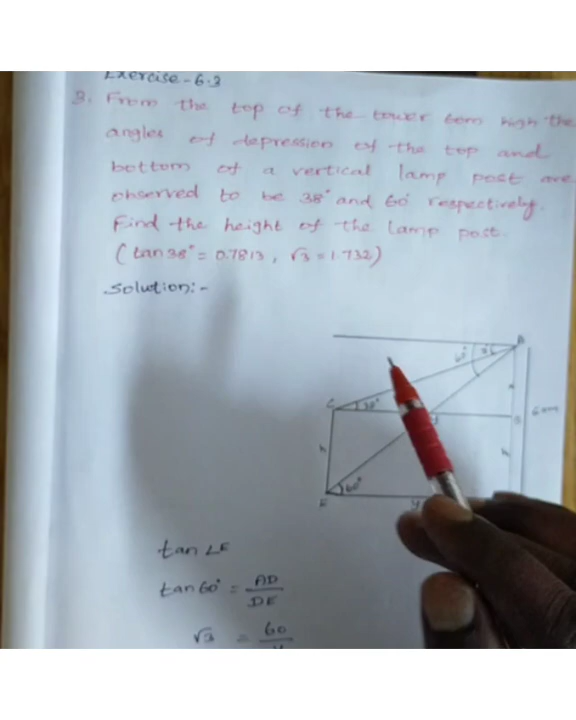 Exercise-6.3
3. From the top of the tower 60m high the
angles of depression of the top and
bottom of a vertical lamp post are
observed to be 38° and 60° respectively.
Find the height of the lamp post.
(tan 38° = 0.7813, √3 = 1.732)
Solution:-
A
60°
C
38°
B
60m
h
h
E
60°
y
tan ∠E
tan 60° = AD
DE
√3 = 60